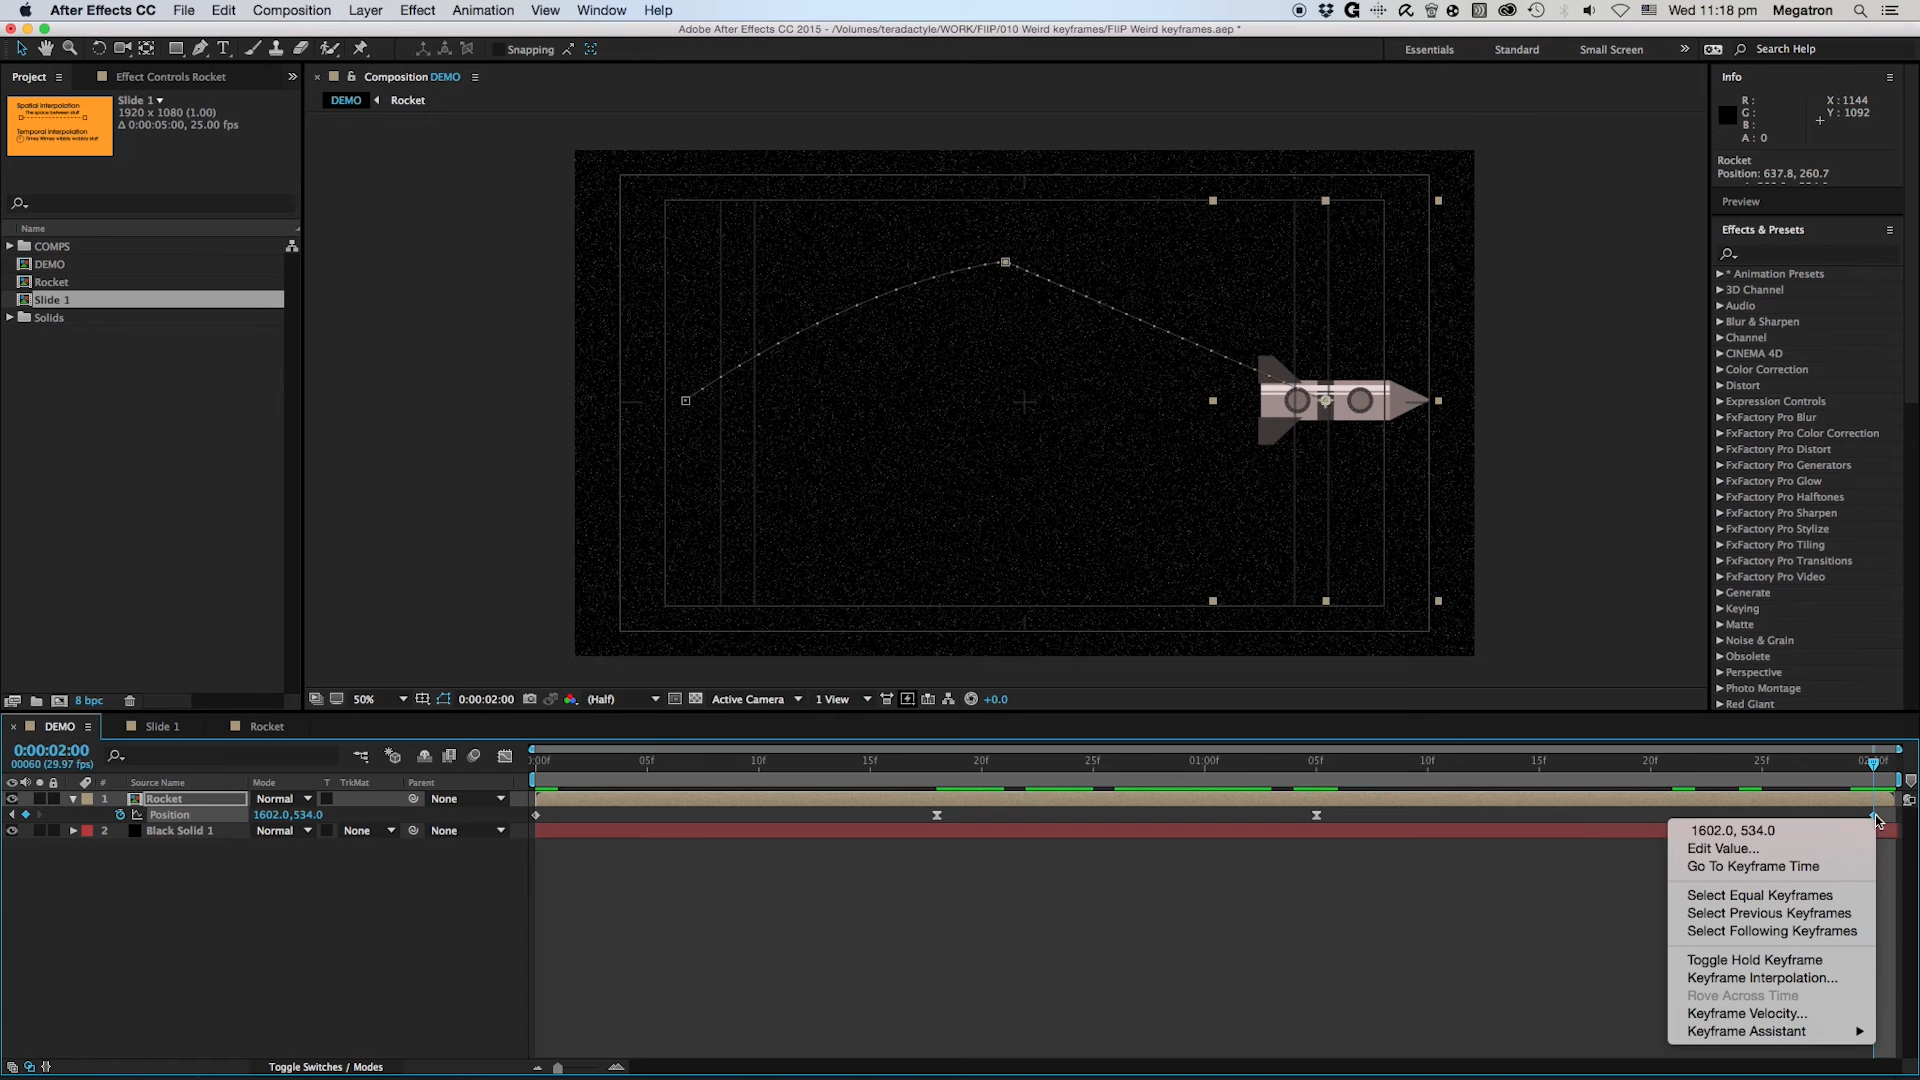 After Effects CC File Edit Composition Layer Effect Animation View Window Help Wed 11:18 pm Megatron
Adobe After Effects CC 2015 - /Volumes/teradactyle/WORK/FIIP/010 Weird keyframes/FIIP Weird keyframes.aep *
Snapping Essentials Standard Small Screen Search Help
Project Effect Controls Rocket
Composition DEMO
Info
Spatial Interpolation
The space between stuff
Temporal Interpolation
Timey Wimey wibbly wobbly stuff
Slide 1
1920 x 1080 (1.00)
Δ 0:00:05:00, 25.00 fps
DEMO Rocket
R:
G:
B:
A: 0
X: 1144
Y: 1092
Rocket
Position: 637.8, 260.7
Preview
Effects & Presets
Name
COMPS
DEMO
Rocket
Slide 1
Solids
* Animation Presets
3D Channel
Audio
Blur & Sharpen
Channel
CINEMA 4D
Color Correction
Distort
Expression Controls
FxFactory Pro Blur
FxFactory Pro Color Correction
FxFactory Pro Distort
FxFactory Pro Generators
FxFactory Pro Glow
FxFactory Pro Halftones
FxFactory Pro Sharpen
FxFactory Pro Stylize
FxFactory Pro Tiling
FxFactory Pro Transitions
FxFactory Pro Video
Generate
Keying
Matte
Noise & Grain
Obsolete
Perspective
Photo Montage
Red Giant
8 bpc
50% 0:00:02:00 (Half) Active Camera 1 View +0.0
DEMO Slide 1 Rocket
0:00:02:00
00060 (29.97 fps)
05f 10f 15f 20f 25f 01:00f 05f 10f 15f 20f 25f
# Source Name Mode T TrkMat Parent
1 Rocket Normal None
Position 1602.0,534.0
2 Black Solid 1 Normal None None
1602.0, 534.0
Edit Value...
Go To Keyframe Time
Select Equal Keyframes
Select Previous Keyframes
Select Following Keyframes
Toggle Hold Keyframe
Keyframe Interpolation...
Rove Across Time
Keyframe Velocity...
Keyframe Assistant
Toggle Switches / Modes